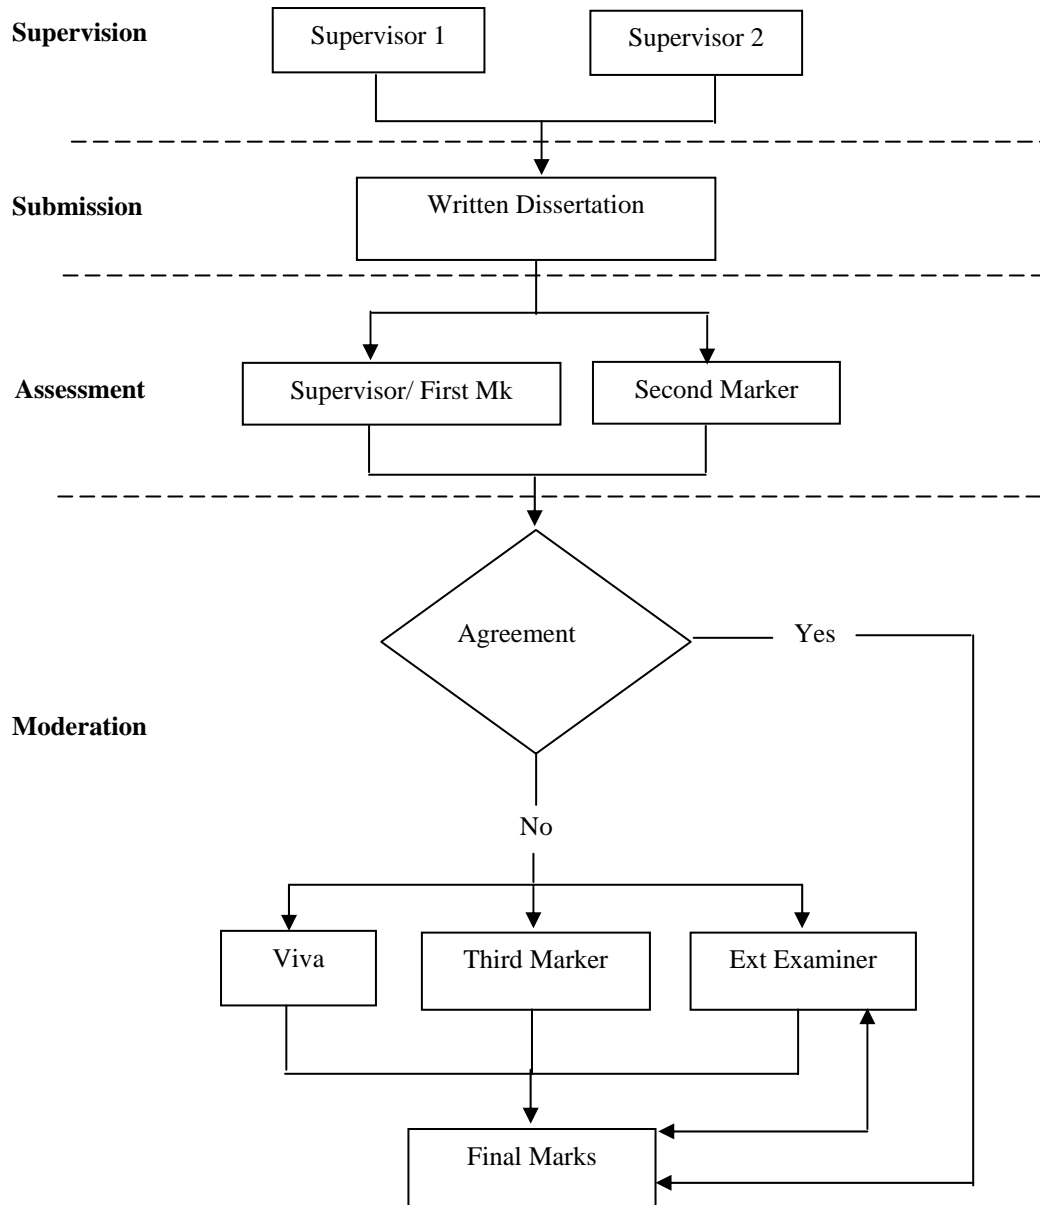 Supervision
Supervisor 1
Supervisor 2
Submission
Written Dissertation
Assessment
Supervisor/ First Mk
Second Marker
Agreement
Yes
Moderation
No
Viva
Third Marker
Ext Examiner
Final Marks